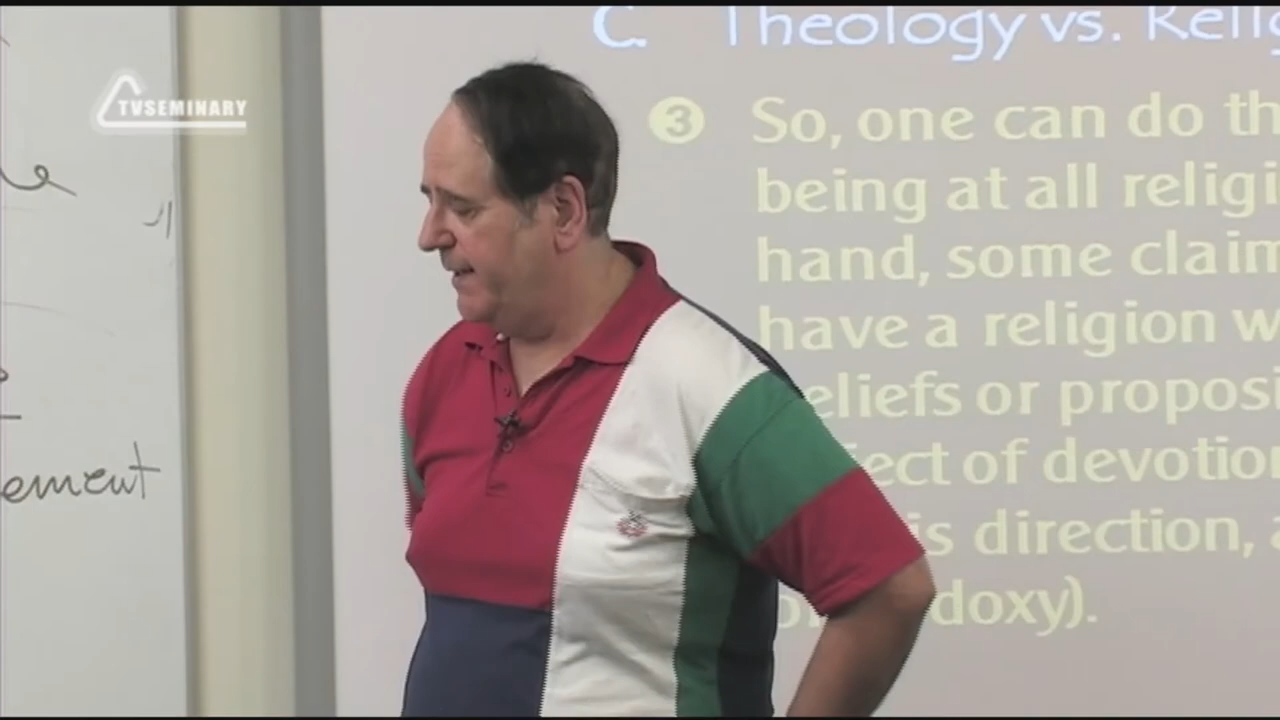 C. Theology vs. Relig
TVSEMINARY
3 So, one can do th
being at all religi
hand, some claim
have a religion w
eliefs or proposi
ect of devotion
is direction, a
doxy).
ement